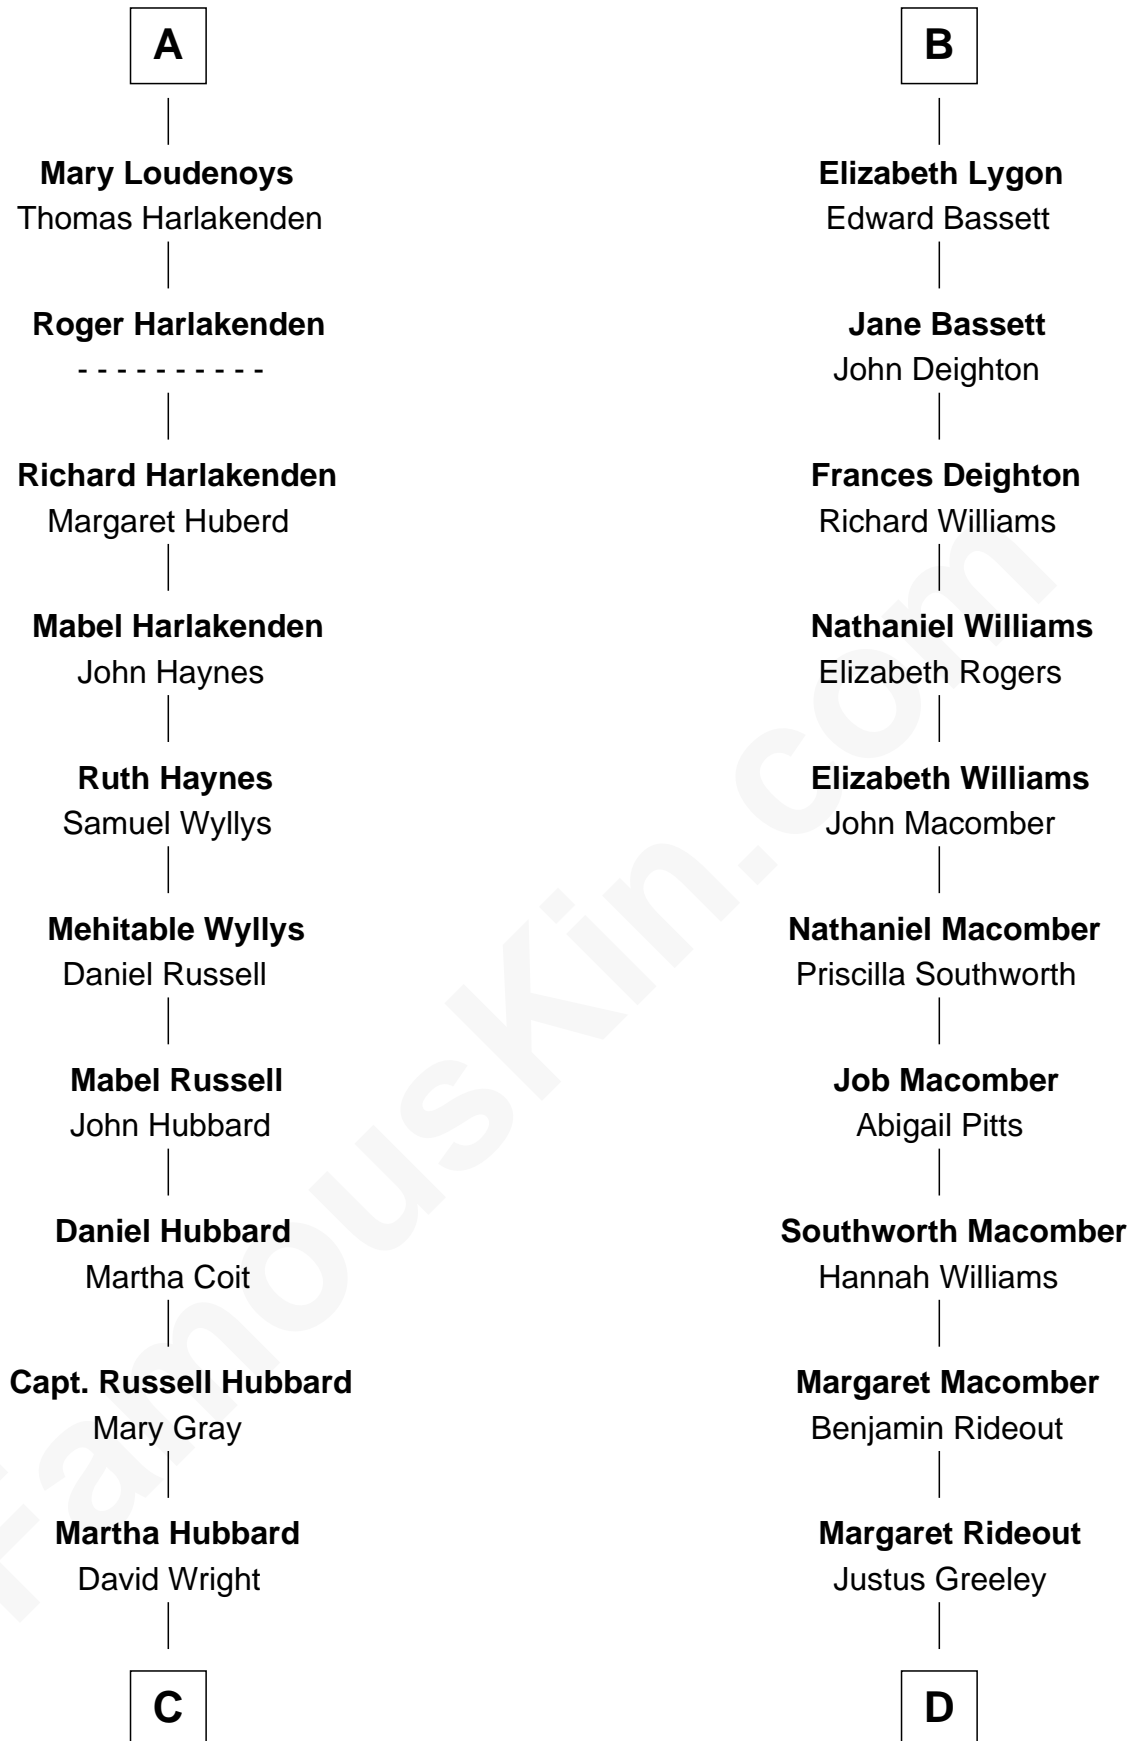 A
Mary Loudenoys
Thomas Harlakenden
Roger Harlakenden
- - - - - - - - - -
Richard Harlakenden
Margaret Huberd
Mabel Harlakenden
John Haynes
Ruth Haynes
Samuel Wyllys
Mehitable Wyllys
Daniel Russell
Mabel Russell
John Hubbard
Daniel Hubbard
Martha Coit
Capt. Russell Hubbard
Mary Gray
Martha Hubbard
David Wright
C
B
Elizabeth Lygon
Edward Bassett
Jane Bassett
John Deighton
Frances Deighton
Richard Williams
Nathaniel Williams
Elizabeth Rogers
Elizabeth Williams
John Macomber
Nathaniel Macomber
Priscilla Southworth
Job Macomber
Abigail Pitts
Southworth Macomber
Hannah Williams
Margaret Macomber
Benjamin Rideout
Margaret Rideout
Justus Greeley
D
FamousKin.com